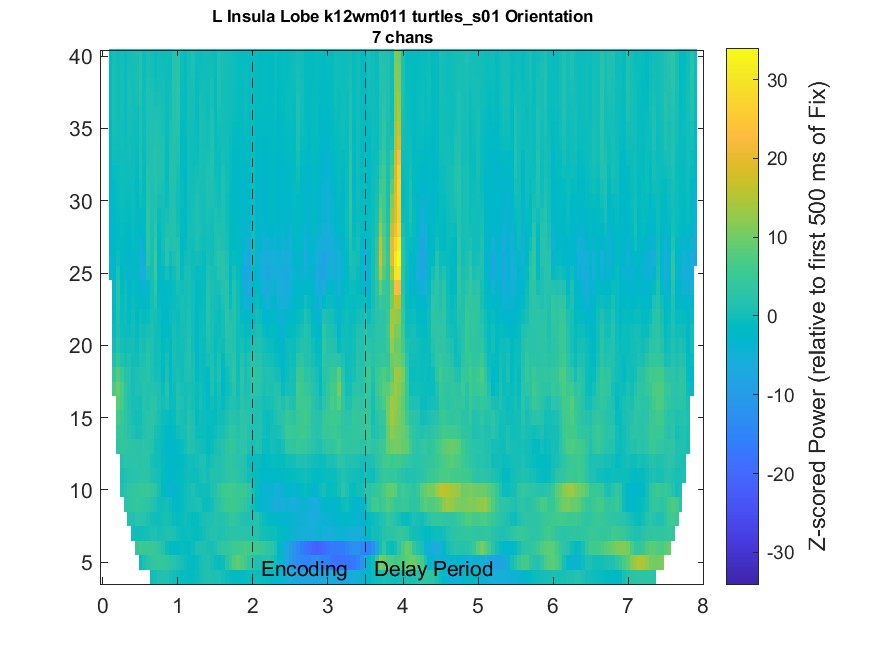 L Insula Lobe k12wm011 turtles_s01 Orientation
7 chans
40
35
30
25
20
15
10
5
Encoding
Delay Period
0 1 2 3 4 5 6 7 8
30
20
10
0
-10
-20
-30
Z-scored Power (relative to first 500 ms of Fix)